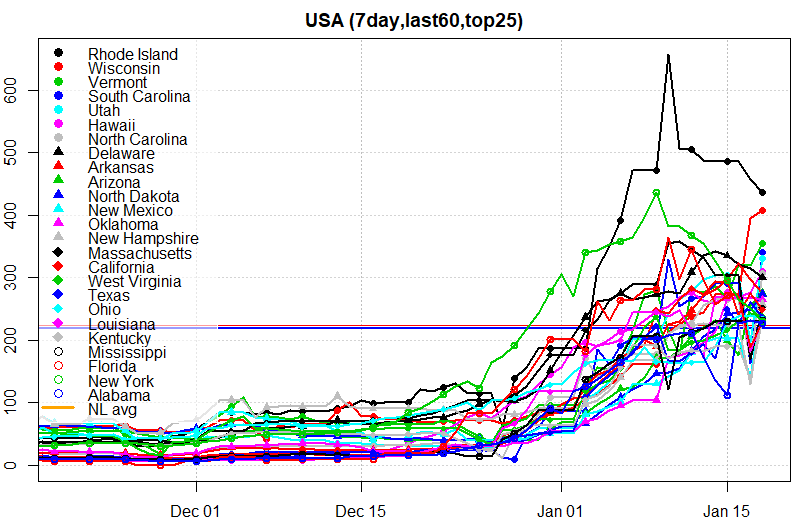 USA (7day,last60,top25)
600
500
400
300
200
100
0
Rhode Island
Wisconsin
Vermont
South Carolina
Utah
Hawaii
North Carolina
Delaware
Arkansas
Arizona
North Dakota
New Mexico
Oklahoma
New Hampshire
Massachusetts
California
West Virginia
Texas
Ohio
Louisiana
Kentucky
Mississippi
Florida
New York
Alabama
NL avg
Dec 01 Dec 15 Jan 01 Jan 15